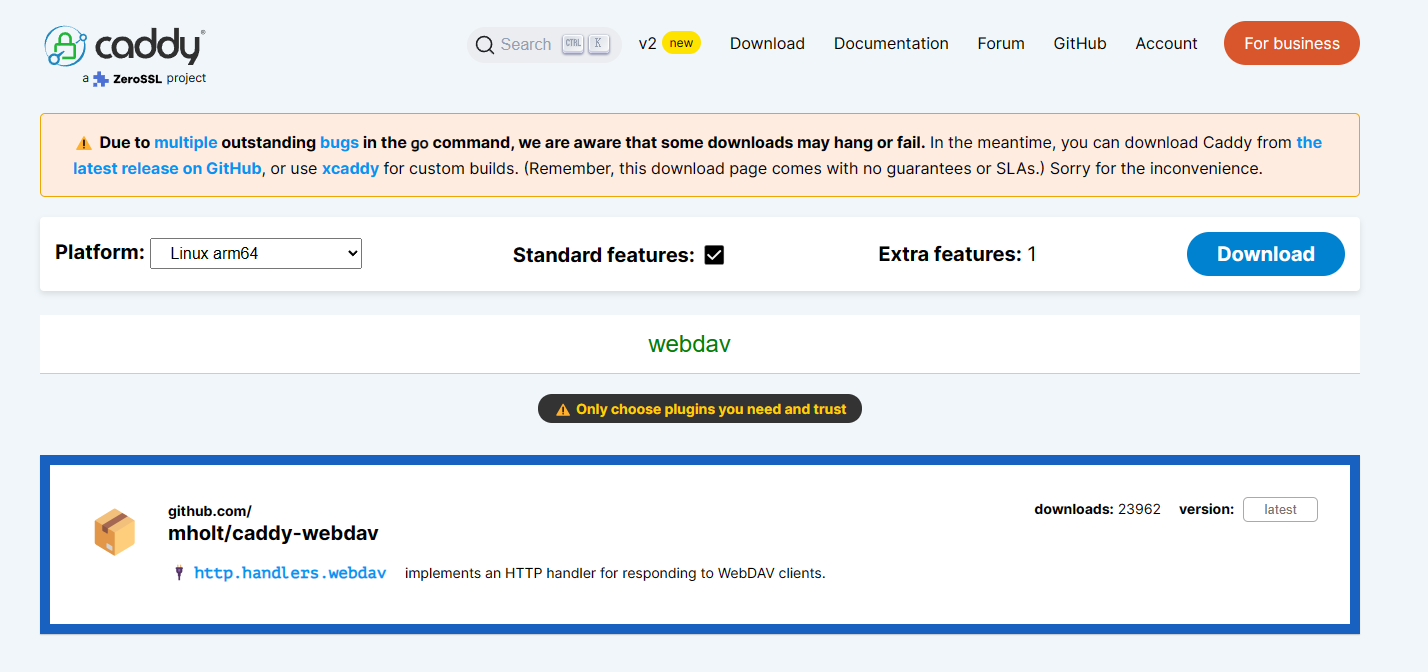 caddy®
a ZeroSSL project
Search CTRL K
v2 new
Download
Documentation
Forum
GitHub
Account
For business
Due to multiple outstanding bugs in the go command, we are aware that some downloads may hang or fail. In the meantime, you can download Caddy from the
latest release on GitHub, or use xcaddy for custom builds. (Remember, this download page comes with no guarantees or SLAs.) Sorry for the inconvenience.
Platform: Linux arm64
Standard features:
Extra features: 1
Download
webdav
Only choose plugins you need and trust
github.com/
mholt/caddy-webdav
downloads: 23962 version: latest
http.handlers.webdav implements an HTTP handler for responding to WebDAV clients.